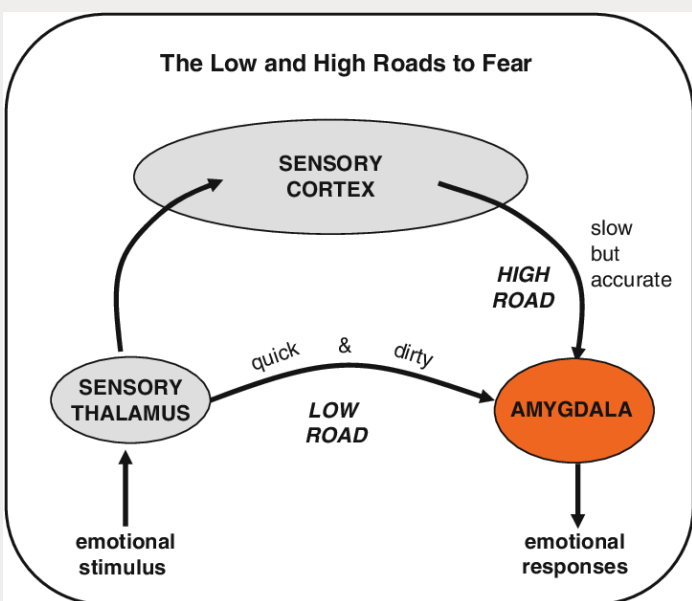 The Low and High Roads to Fear
SENSORY
CORTEX
slow
but
accurate
HIGH
ROAD
quick & dirty
LOW
ROAD
SENSORY
THALAMUS
AMYGDALA
emotional
stimulus
emotional
responses